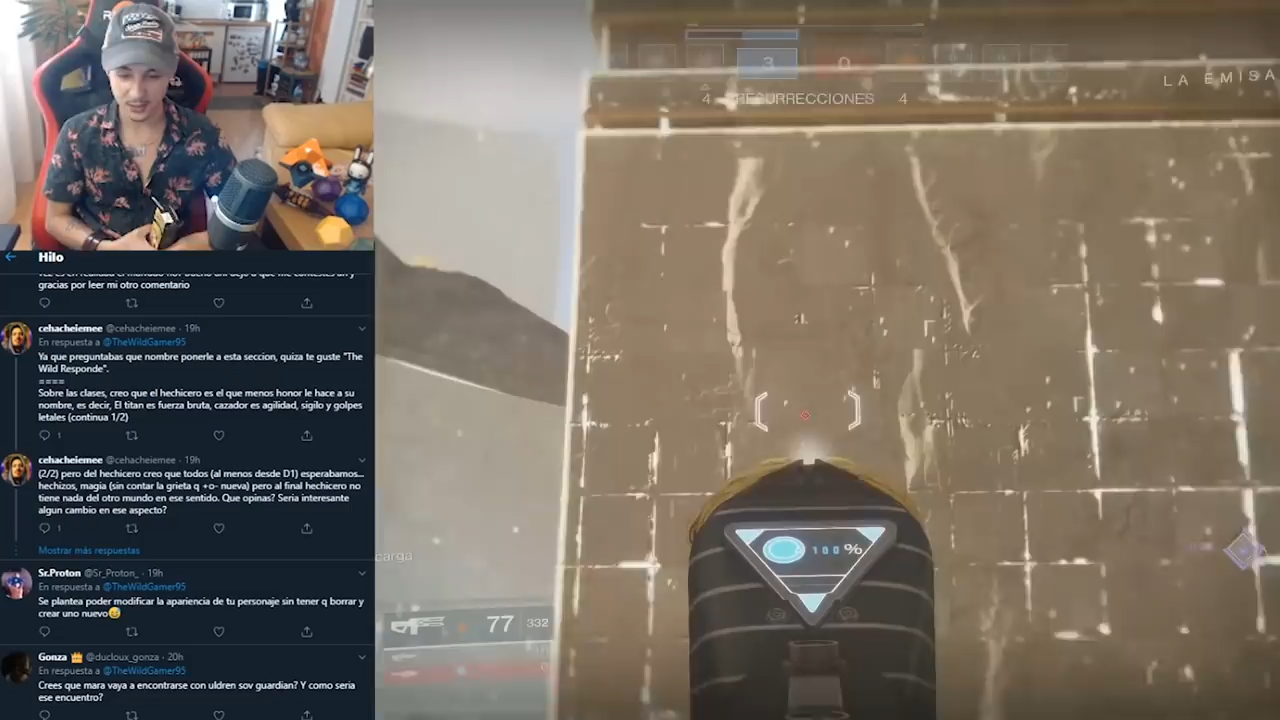 Hilo
gracias por leer mi otro comentario
cehacheiemee @cehacheiemee · 19h
En respuesta a @TheWildGamer95
Ya que preguntabas que nombre ponerle a esta seccion, quiza te guste "The
Wild Responde".
====
Sobre las clases, creo que el hechicero es el que menos honor le hace a su
nombre, es decir, El titan es fuerza bruta, cazador es agilidad, sigilo y golpes
letales (continua 1/2)
1
cehacheiemee @cehacheiemee · 19h
(2/2) pero del hechicero creo que todos (al menos desde D1) esperabamos...
hechizos, magia (sin contar la grieta q +o- nueva) pero al final hechicero no
tiene nada del otro mundo en ese sentido. Que opinas? Seria interesante
algun cambio en ese aspecto?
1
Mostrar más respuestas
Sr.Proton @Sr_Proton_ · 19h
En respuesta a @TheWildGamer95
Se plantea poder modificar la apariencia de tu personaje sin tener q borrar y
crear uno nuevo😅
Gonza 👑 @ducloux_gonza · 20h
En respuesta a @TheWildGamer95
Crees que mara vaya a encontrarse con uldren sov guardian? Y como seria
ese encuentro?
3 0
4 RESURRECCIONES 4
LA EMISA
100%
carga
77 332